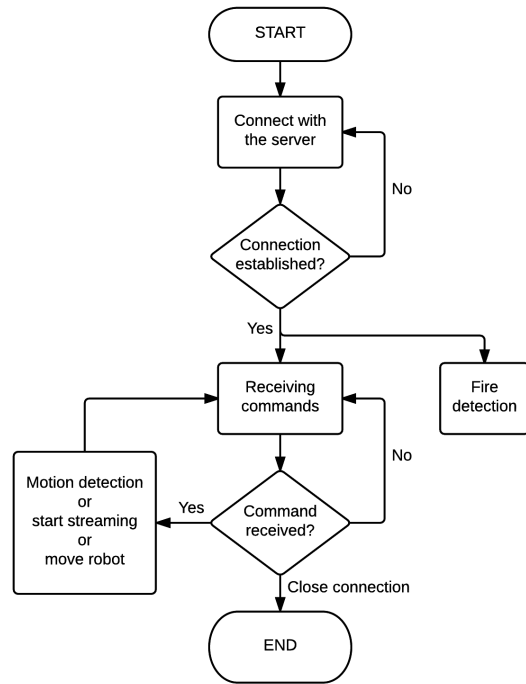 START
Connect with
the server
No
Connection
established?
Yes
Receiving
commands
Fire
detection
No
Motion detection
or
start streaming
or
move robot
Yes
Command
received?
Close connection
END